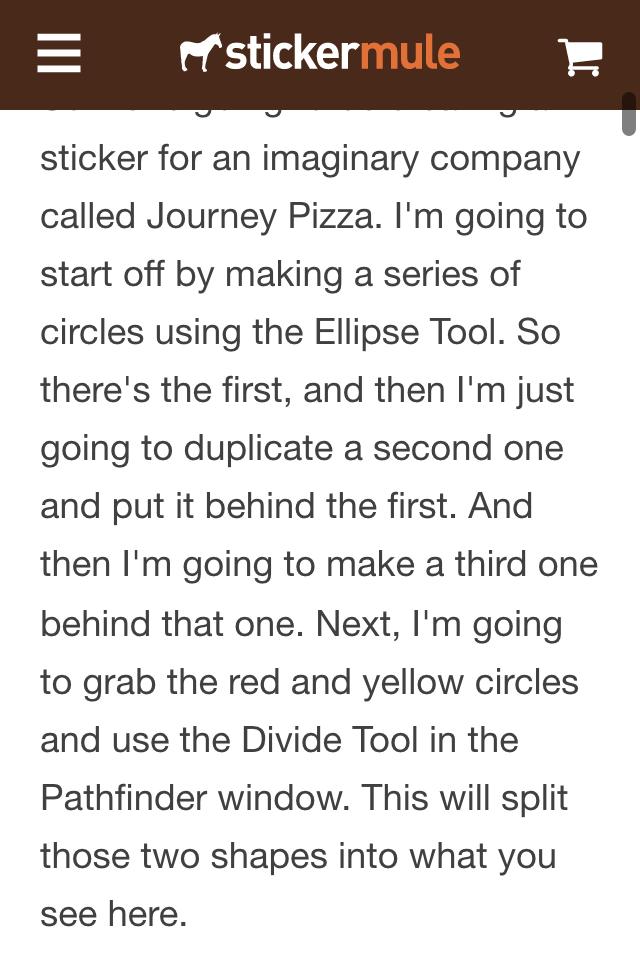 stickermule
sticker for an imaginary company
called Journey Pizza. I'm going to
start off by making a series of
circles using the Ellipse Tool. So
there's the first, and then I'm just
going to duplicate a second one
and put it behind the first. And
then I'm going to make a third one
behind that one. Next, I'm going
to grab the red and yellow circles
and use the Divide Tool in the
Pathfinder window. This will split
those two shapes into what you
see here.